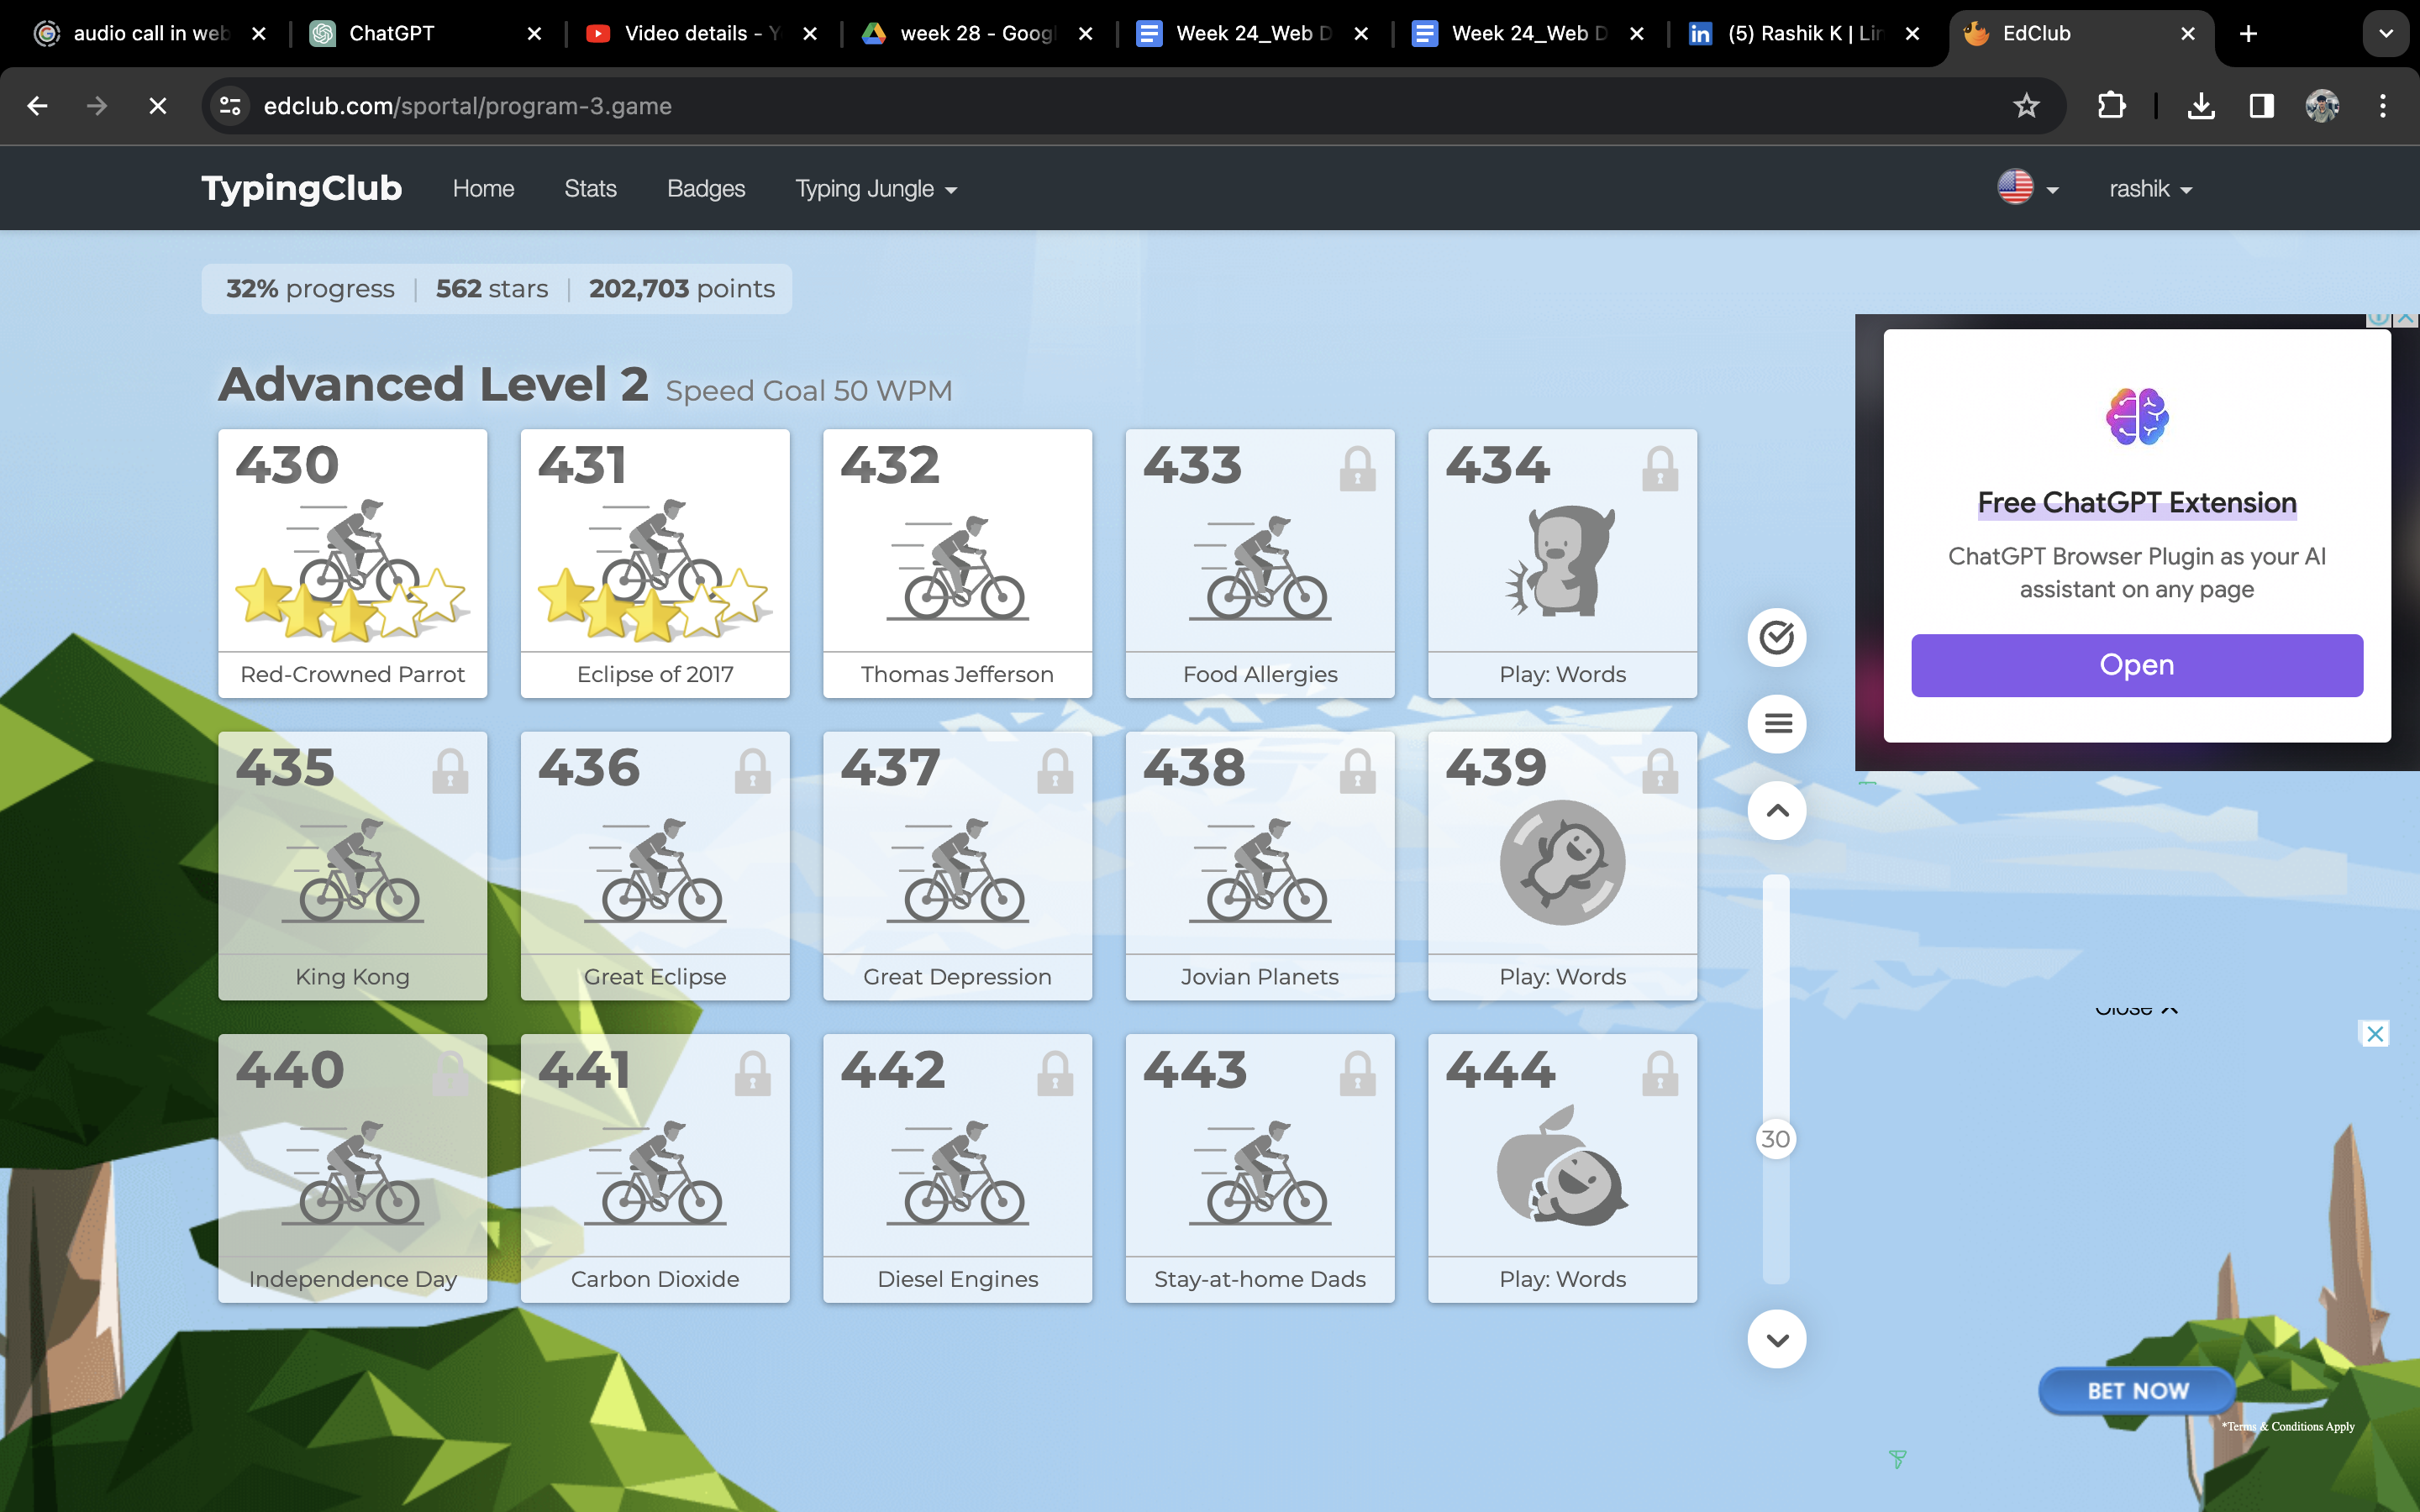 audio call in web
ChatGPT
Video details - Y
week 28 - Googl
Week 24_Web D
Week 24_Web D
(5) Rashik K | Lin
EdClub
edclub.com/sportal/program-3.game
TypingClub
Home
Stats
Badges
Typing Jungle
rashik
32% progress
562 stars
202,703 points
Advanced Level 2 Speed Goal 50 WPM
430
431
432
433
434
Red-Crowned Parrot
Eclipse of 2017
Thomas Jefferson
Food Allergies
Play: Words
435
436
437
438
439
King Kong
Great Eclipse
Great Depression
Jovian Planets
Play: Words
440
441
442
443
444
Independence Day
Carbon Dioxide
Diesel Engines
Stay-at-home Dads
Play: Words
30
Free ChatGPT Extension
ChatGPT Browser Plugin as your AI
assistant on any page
Open
Close
BET NOW
*Terms & Conditions Apply